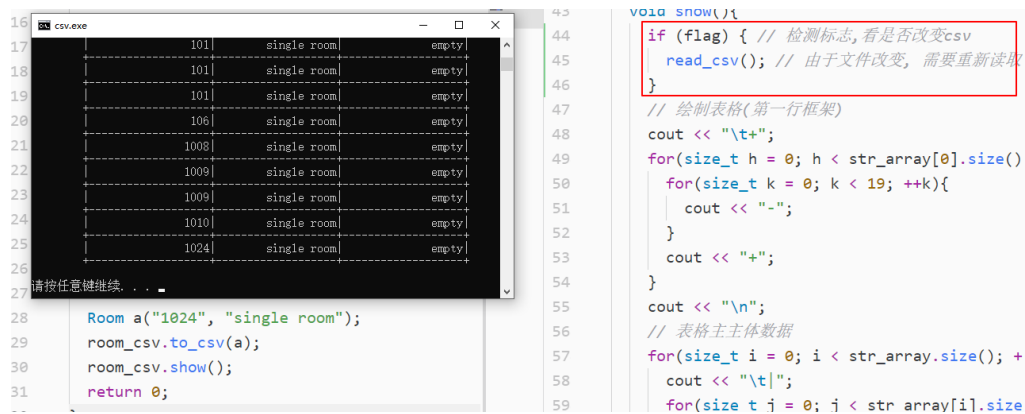 csv.exe
101| single room| empty|
101| single room| empty|
101| single room| empty|
106| single room| empty|
1008| single room| empty|
1009| single room| empty|
1009| single room| empty|
1010| single room| empty|
1024| single room| empty|
请按任意键继续. . .
16
17
18
19
20
21
22
23
24
25
26
27
28 Room a("1024", "single room");
29 room_csv.to_csv(a);
30 room_csv.show();
31 return 0;
43 void show(){
44 if (flag) { // 检测标志,看是否改变csv
45 read_csv(); // 由于文件改变, 需要重新读取
46 }
47 // 绘制表格(第一行框架)
48 cout << "\t+";
49 for(size_t h = 0; h < str_array[0].size()
50 for(size_t k = 0; k < 19; ++k){
51 cout << "-";
52 }
53 cout << "+";
54 }
55 cout << "\n";
56 // 表格主主体数据
57 for(size_t i = 0; i < str_array.size(); +
58 cout << "\t|";
59 for(size_t j = 0; j < str_array[i].size